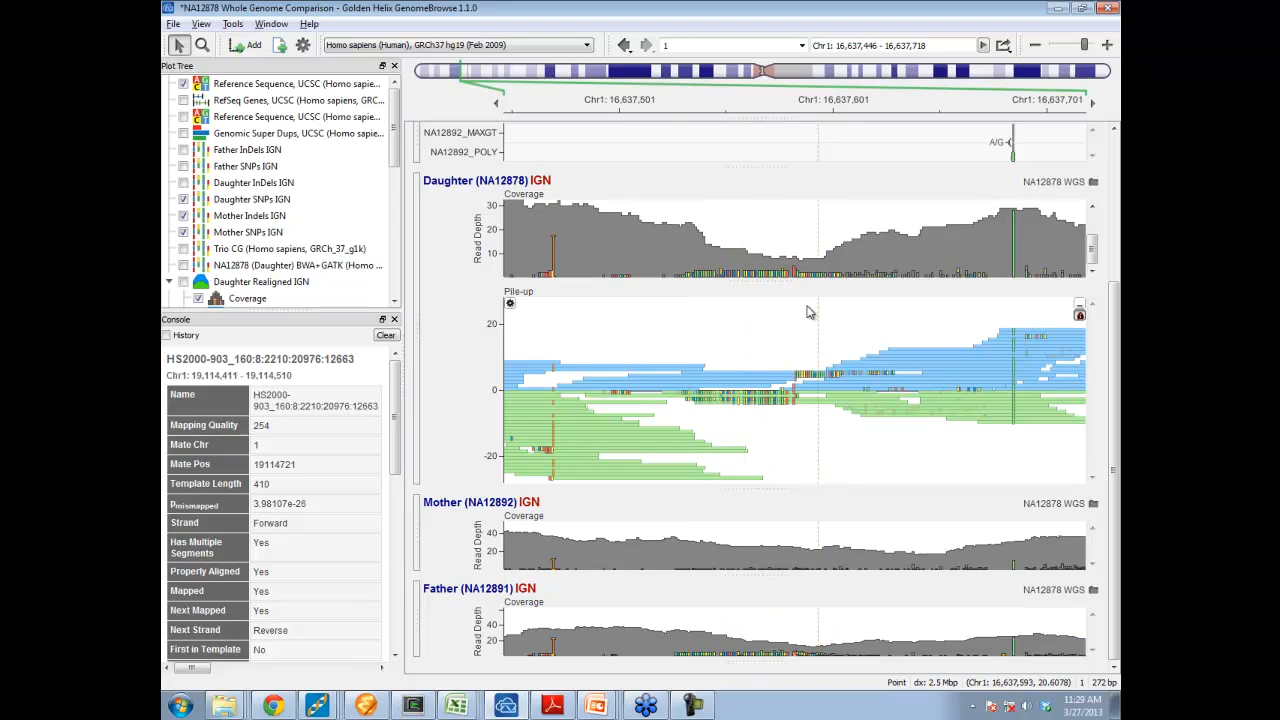 *NA12878 Whole Genome Comparison - Golden Helix GenomeBrowse 1.1.0
File View Tools Window Help
Add
Homo sapiens (Human), GRCh37 hg19 (Feb 2009)
1
Chr1: 16,637,446 - 16,637,718
Plot Tree
Reference Sequence, UCSC (Homo sapie...
RefSeq Genes, UCSC (Homo sapiens, GRC...
Reference Sequence, UCSC (Homo sapie...
Genomic Super Dups, UCSC (Homo sapien...
Father InDels IGN
Father SNPs IGN
Daughter InDels IGN
Daughter SNPs IGN
Mother Indels IGN
Mother SNPs IGN
Trio CG (Homo sapiens, GRCh_37_g1k)
NA12878 (Daughter) BWA+GATK (Homo ...
Daughter Realigned IGN
Coverage
Console
History
Clear
HS2000-903_160:8:2210:20976:12663
Chr1: 19,114,411 - 19,114,510
Name HS2000-
903_160:8:2210:20976:12663
Mapping Quality 254
Mate Chr 1
Mate Pos 19114721
Template Length 410
pmismapped 3.98107e-26
Strand Forward
Has Multiple Yes
Segments
Properly Aligned Yes
Mapped Yes
Next Mapped Yes
Next Strand Reverse
First in Template No
1
Chr1: 16,637,501
Chr1: 16,637,601
Chr1: 16,637,701
NA12892_MAXGT
NA12892_POLY
A/G
Daughter (NA12878) IGN
NA12878 WGS
Coverage
Read Depth
30
20
10
Pile-up
20
0
-20
Mother (NA12892) IGN
NA12878 WGS
Coverage
Read Depth
40
20
Father (NA12891) IGN
NA12878 WGS
Coverage
Read Depth
40
20
Point dx: 2.5 Mbp (Chr1: 16,637,593, 20.6078) 1 272 bp
11:29 AM
3/27/2013